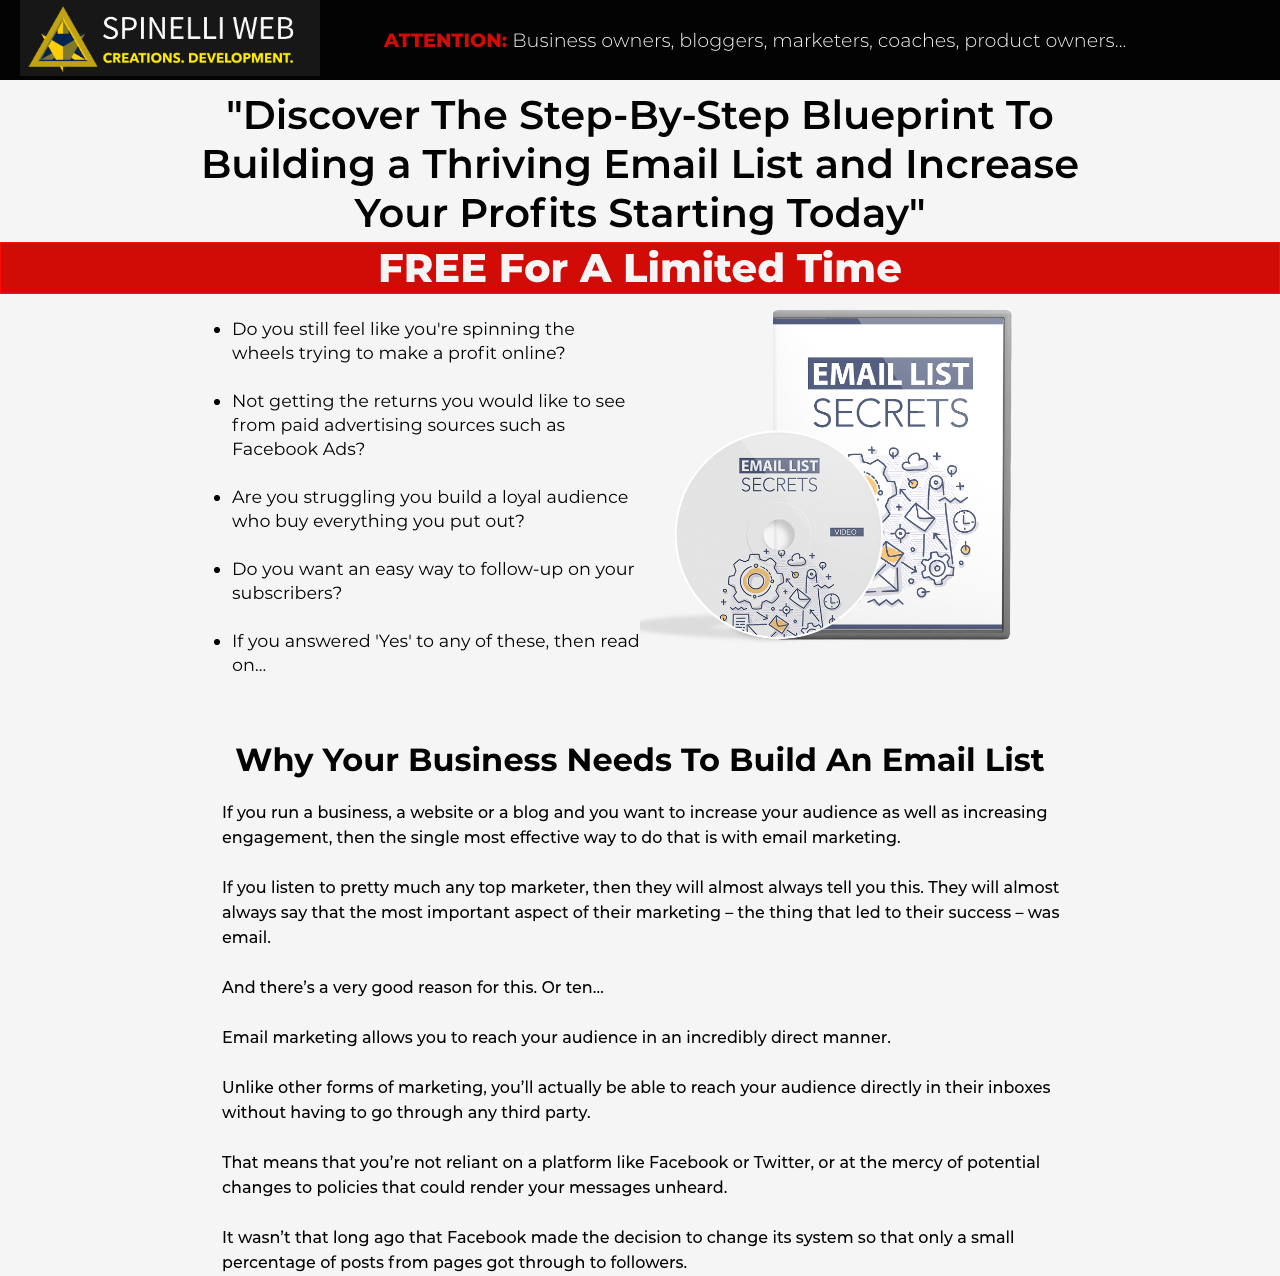 SPINELLI WEB
CREATIONS. DEVELOPMENT.
ATTENTION: Business owners, bloggers, marketers, coaches, product owners...
"Discover The Step-By-Step Blueprint To
Building a Thriving Email List and Increase
Your Profits Starting Today"
FREE For A Limited Time
Do you still feel like you're spinning the
wheels trying to make a profit online?
Not getting the returns you would like to see
from paid advertising sources such as
Facebook Ads?
Are you struggling you build a loyal audience
who buy everything you put out?
Do you want an easy way to follow-up on your
subscribers?
If you answered 'Yes' to any of these, then read
on...
EMAIL LIST
SECRETS
EMAIL LIST
SECRETS
VIDEO
Why Your Business Needs To Build An Email List
If you run a business, a website or a blog and you want to increase your audience as well as increasing
engagement, then the single most effective way to do that is with email marketing.
If you listen to pretty much any top marketer, then they will almost always tell you this. They will almost
always say that the most important aspect of their marketing – the thing that led to their success – was
email.
And there’s a very good reason for this. Or ten…
Email marketing allows you to reach your audience in an incredibly direct manner.
Unlike other forms of marketing, you’ll actually be able to reach your audience directly in their inboxes
without having to go through any third party.
That means that you’re not reliant on a platform like Facebook or Twitter, or at the mercy of potential
changes to policies that could render your messages unheard.
It wasn’t that long ago that Facebook made the decision to change its system so that only a small
percentage of posts from pages got through to followers.